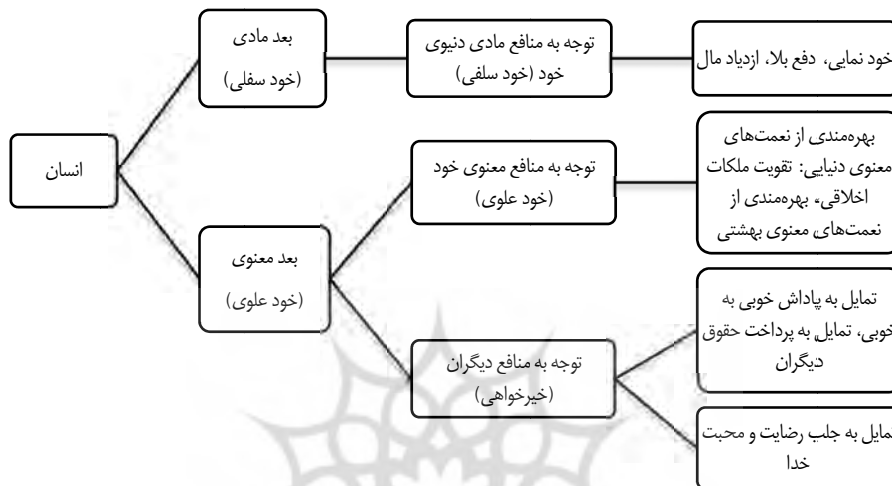 انسان
بعد مادی
(خود سفلی)
توجه به منافع مادی دنیوی
خود (خود سلفی)
خود نمایی، دفع بلا، ازدیاد مال
بعد معنوی
(خود علوی)
توجه به منافع معنوی خود
(خود علوی)
بهره‌مندی از نعمت‌های
معنوی دنیایی: تقویت ملکات
اخلاقی، بهره‌مندی از
نعمت‌های معنوی بهشتی
توجه به منافع دیگران
(خیرخواهی)
تمایل به پاداش خوبی به
خوبی، تمایل به پرداخت حقوق
دیگران
تمایل به جلب رضایت و محبت
خدا